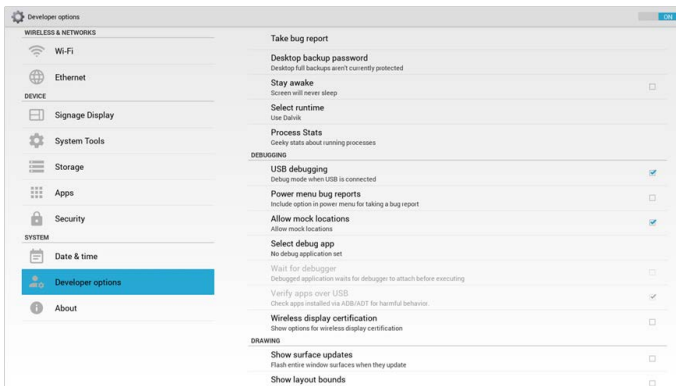 Developer options
ON
WIRELESS & NETWORKS
Wi-Fi
Ethernet
DEVICE
Signage Display
System Tools
Storage
Apps
Security
SYSTEM
Date & time
Developer options
About
Take bug report
Desktop backup password
Desktop full backups aren't currently protected
Stay awake
Screen will never sleep
Select runtime
Use Dalvik
Process Stats
Geeky stats about running processes
DEBUGGING
USB debugging
Debug mode when USB is connected
Power menu bug reports
Include option in power menu for taking a bug report
Allow mock locations
Allow mock locations
Select debug app
No debug application set
Wait for debugger
Debugged application waits for debugger to attach before executing
Verify apps over USB
Check apps installed via ADB/ADT for harmful behavior.
Wireless display certification
Show options for wireless display certification
DRAWING
Show surface updates
Flash entire window surfaces when they update
Show layout bounds